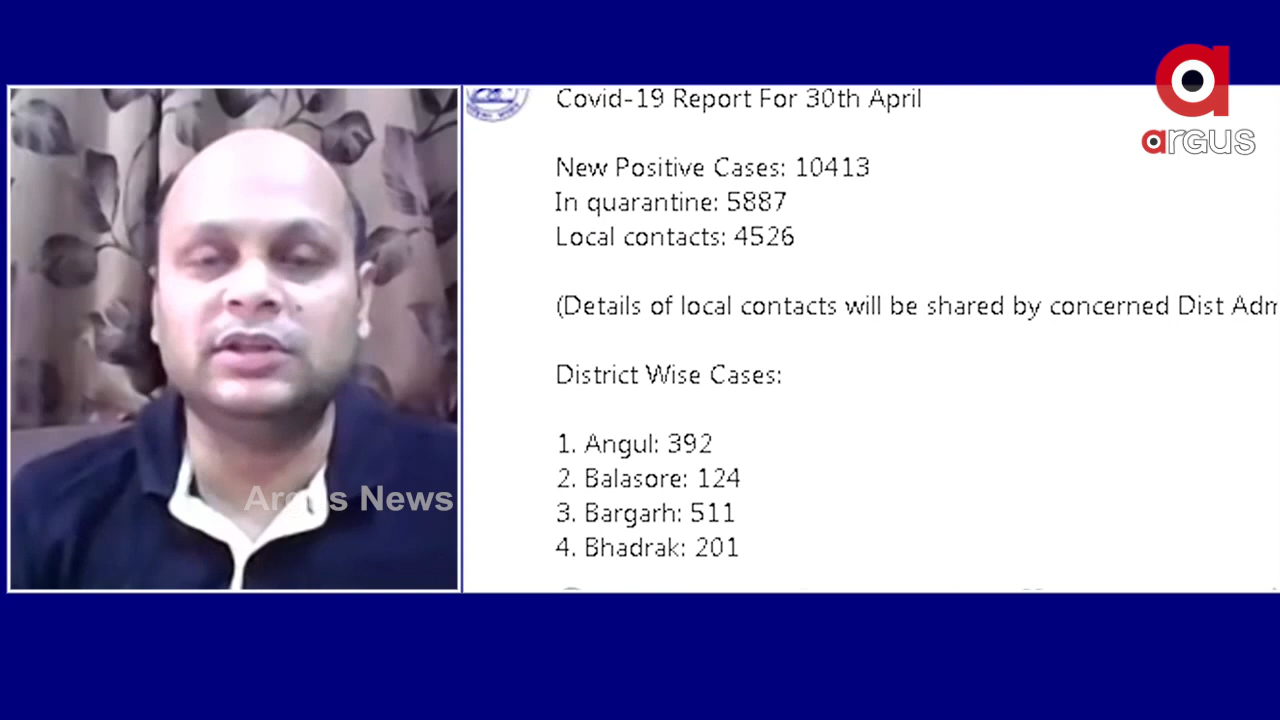 argus
Covid-19 Report For 30th April
New Positive Cases: 10413
In quarantine: 5887
Local contacts: 4526
(Details of local contacts will be shared by concerned Dist Adm
District Wise Cases:
1. Angul: 392
2. Balasore: 124
3. Bargarh: 511
4. Bhadrak: 201
Argus News